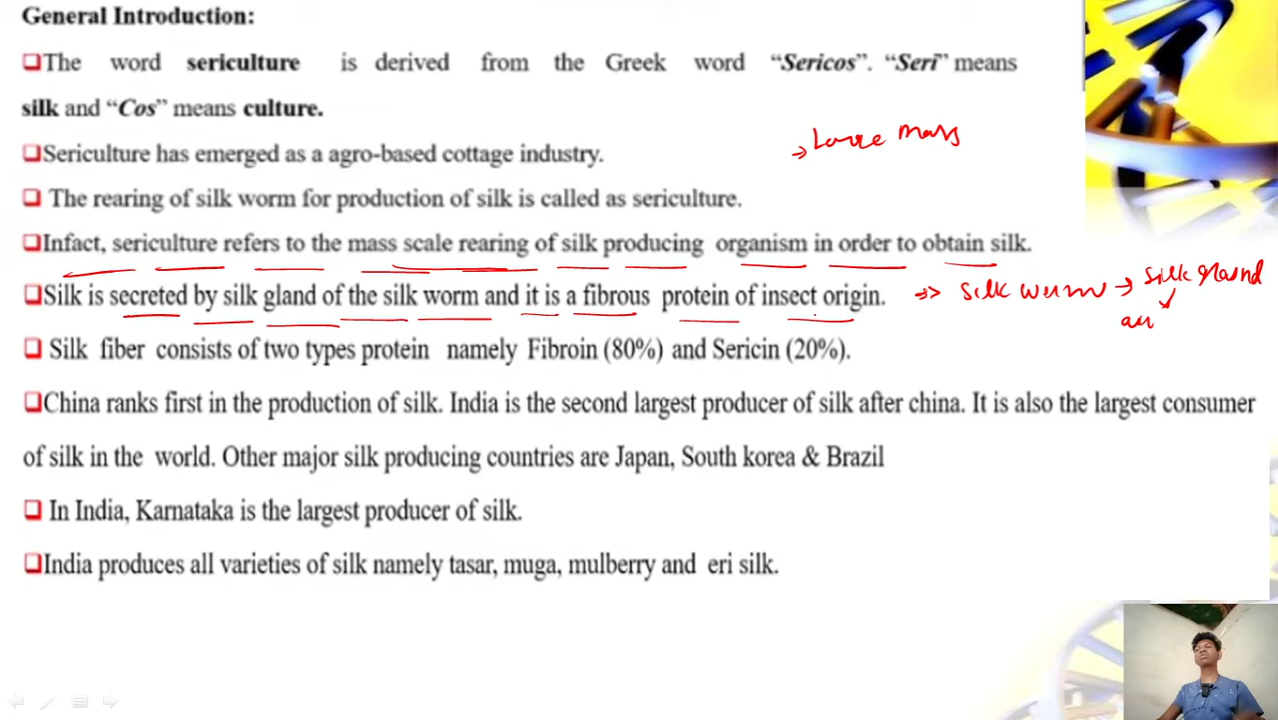 General Introduction:
❑The word sericulture is derived from the Greek word “Sericos”. “Seri” means
silk and “Cos” means culture.
❑Sericulture has emerged as a agro-based cottage industry.
mass
❑ The rearing of silk worm for production of silk is called as sericulture.
❑Infact, sericulture refers to the mass scale rearing of silk producing organism in order to obtain silk.
❑Silk is secreted by silk gland of the silk worm and it is a fibrous protein of insect origin.
=>> silk worm → silk gland
❑ Silk fiber consists of two types protein namely Fibroin (80%) and Sericin (20%).
❑China ranks first in the production of silk. India is the second largest producer of silk after china. It is also the largest consumer
of silk in the world. Other major silk producing countries are Japan, South korea & Brazil
❑ In India, Karnataka is the largest producer of silk.
❑India produces all varieties of silk namely tasar, muga, mulberry and eri silk.